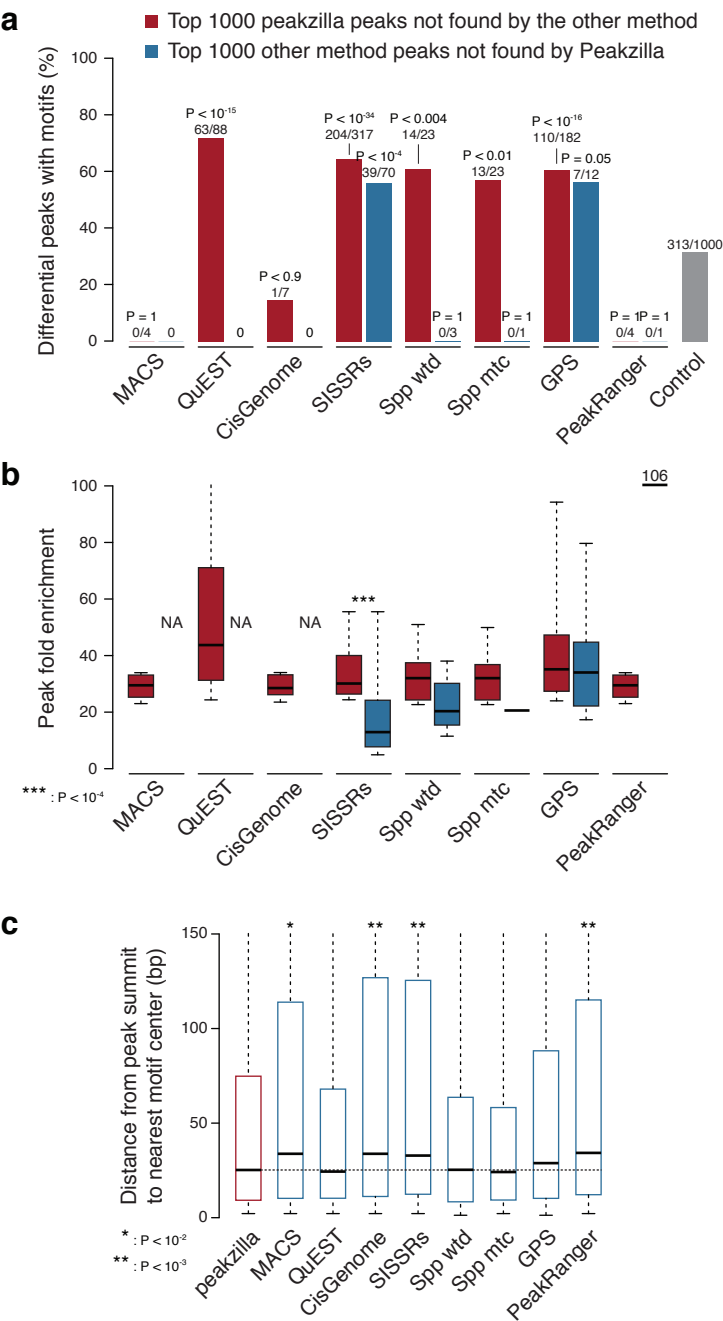 a
Top 1000 peakzilla peaks not found by the other method
Top 1000 other method peaks not found by Peakzilla
Differential peaks with motifs (%)
100
80
60
40
20
0
P = 1
0/4
0
P < 10-15
63/88
0
P < 0.9
1/7
0
P < 10-34
204/317
P < 10-4
39/70
P < 0.004
14/23
P = 1
0/3
P < 0.01
13/23
P = 1
0/1
P < 10-16
110/182
P = 0.05
7/12
P = 1
0/4
P = 1
0/1
313/1000
MACS
QuEST
CisGenome
SISSRs
Spp wtd
Spp mtc
GPS
PeakRanger
Control
b
Peak fold enrichment
100
80
60
40
20
0
NA
NA
NA
***
106
*** : P < 10-4
MACS
QuEST
CisGenome
SISSRs
Spp wtd
Spp mtc
GPS
PeakRanger
c
Distance from peak summit
to nearest motif center (bp)
150
100
50
0
*
**
**
**
* : P < 10-2
** : P < 10-3
peakzilla
MACS
QuEST
CisGenome
SISSRs
Spp wtd
Spp mtc
GPS
PeakRanger